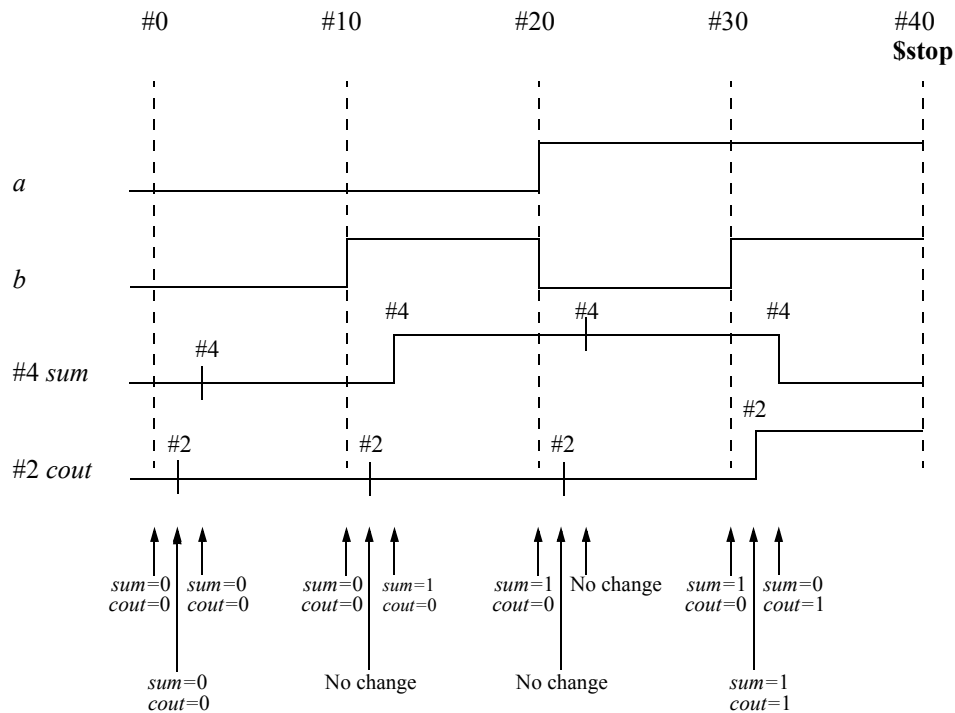 #0 #10 #20 #30 #40
$stop
a
b
#4 #4 #4
#4
#4 sum
#2
#2 #2 #2
#2 cout
sum=0 sum=0 sum=0 sum=1 sum=1 No change sum=1 sum=0
cout=0 cout=0 cout=0 cout=0 cout=0 cout=0 cout=1
sum=0 No change No change sum=1
cout=0 cout=1